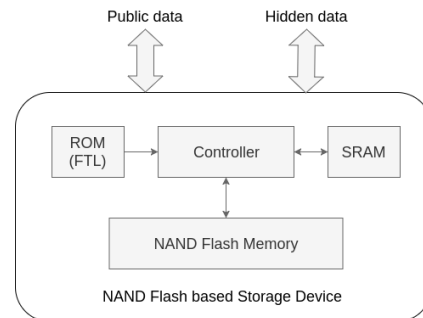 Public data
Hidden data
ROM
(FTL)
Controller
SRAM
NAND Flash Memory
NAND Flash based Storage Device